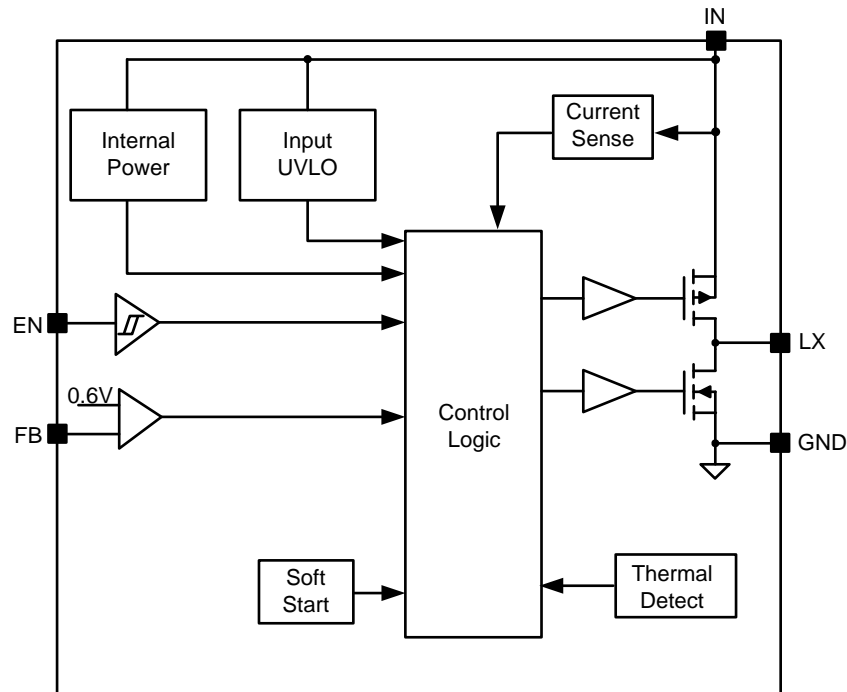 IN
Internal
Power
Input
UVLO
Current
Sense
EN
LX
0.6V
FB
Control
Logic
GND
Soft
Start
Thermal
Detect